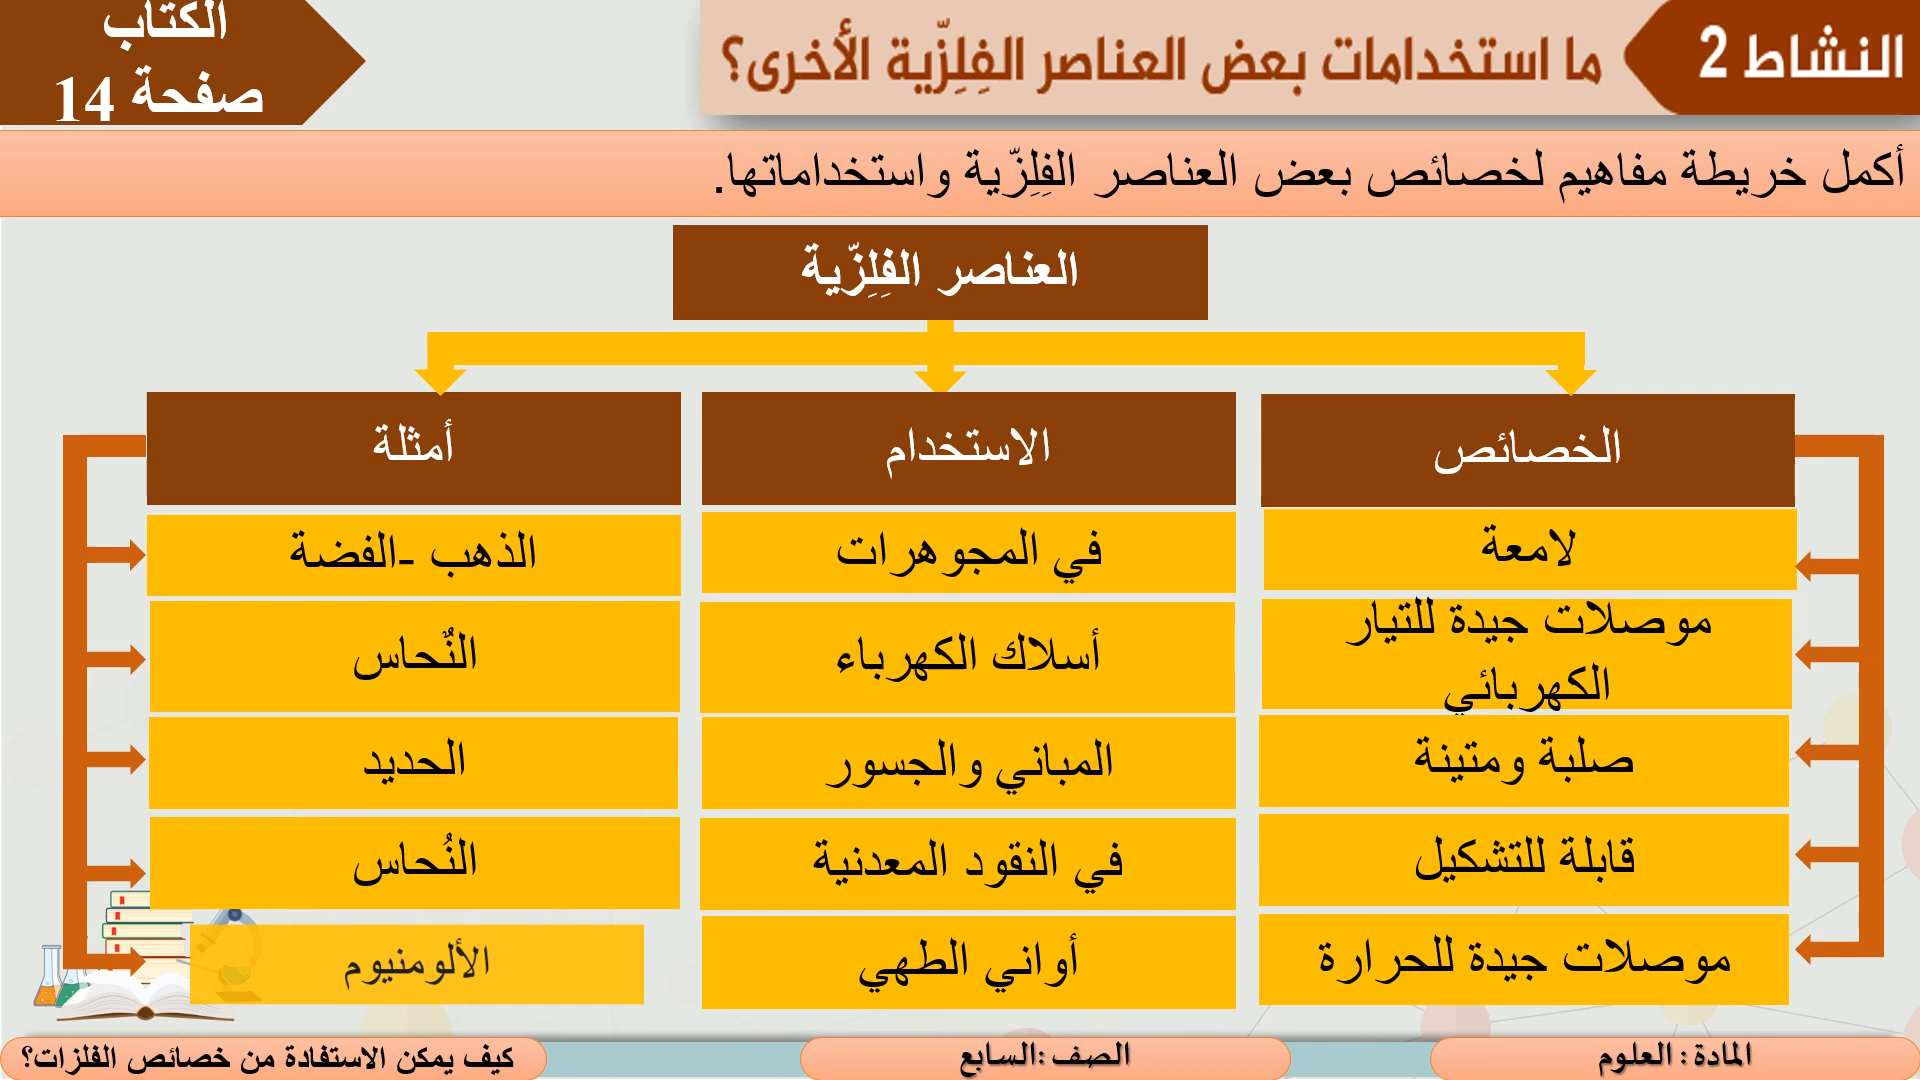 النشاط 2
ما استخدامات بعض العناصر الفِلِزّية الأخرى؟
الكتاب
صفحة 14
أكمل خريطة مفاهيم لخصائص بعض العناصر الفِلِزّية واستخداماتها.
العناصر الفِلِزّية
الخصائص
الاستخدام
أمثلة
لامعة
في المجوهرات
الذهب -الفضة
موصلات جيدة للتيار
الكهربائي
أسلاك الكهرباء
النٌحاس
صلبة ومتينة
المباني والجسور
الحديد
قابلة للتشكيل
في النقود المعدنية
النُحاس
موصلات جيدة للحرارة
أواني الطهي
الألومنيوم
المادة : العلوم
الصف :السابع
كيف يمكن الاستفادة من خصائص الفلزات؟